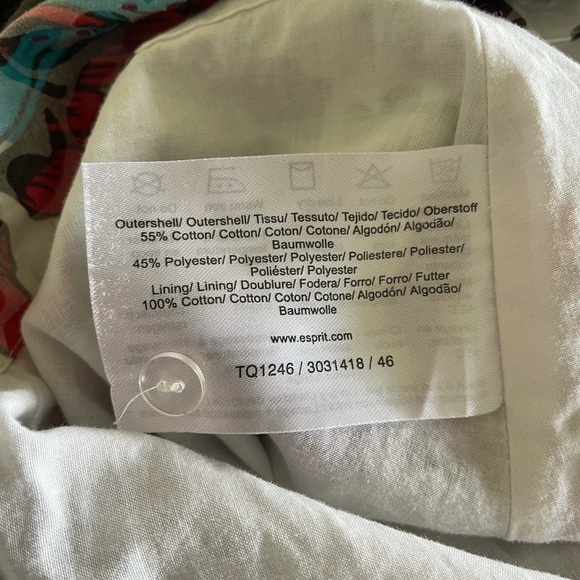 Outershell/ Outershell/ Tissu/ Tessuto/ Tejido/ Tecido/ Oberstoff
55% Cotton/ Cotton/ Coton/ Cotone/ Algodón/ Algodão/
Baumwolle
45% Polyester/ Polyester/ Polyester/ Poliestere/ Poliester/
Poliéster/ Polyester
Lining/ Lining/ Doublure/ Fodera/ Forro/ Forro/ Futter
100% Cotton/ Cotton/ Coton/ Cotone/ Algodón/ Algodão/
Baumwolle
www.esprit.com
TQ1246 / 3031418 / 46